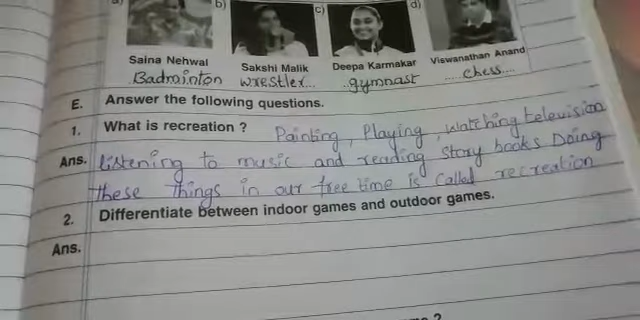 a) b) c) d)
Saina Nehwal Sakshi Malik Deepa Karmakar Viswanathan Anand
Badminton wrestler... ..gymnast ....chess....
E. Answer the following questions.
1. What is recreation ? Painting, Playing, watching television
Ans. listening to music and reading story books Doing
these things in our free time is called recreation
2. Differentiate between indoor games and outdoor games.
Ans.